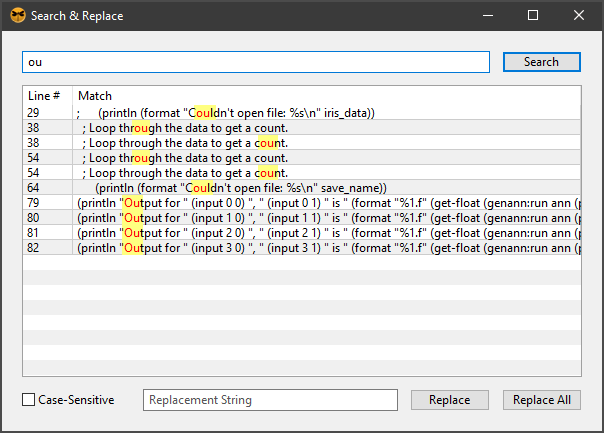 Search & Replace
ou Search
Line # Match
29 ; (println (format "Couldn't open file: %s\n" iris_data))
38 ; Loop through the data to get a count.
38 ; Loop through the data to get a count.
54 ; Loop through the data to get a count.
54 ; Loop through the data to get a count.
64 (println (format "Couldn't open file: %s\n" save_name))
79 (println "Output for " (input 0 0) ", " (input 0 1) " is " (format "%1.f" (get-float (genann:run ann (p
80 (println "Output for " (input 1 0) ", " (input 1 1) " is " (format "%1.f" (get-float (genann:run ann (p
81 (println "Output for " (input 2 0) ", " (input 2 1) " is " (format "%1.f" (get-float (genann:run ann (p
82 (println "Output for " (input 3 0) ", " (input 3 1) " is " (format "%1.f" (get-float (genann:run ann (p
Case-Sensitive Replacement String Replace Replace All